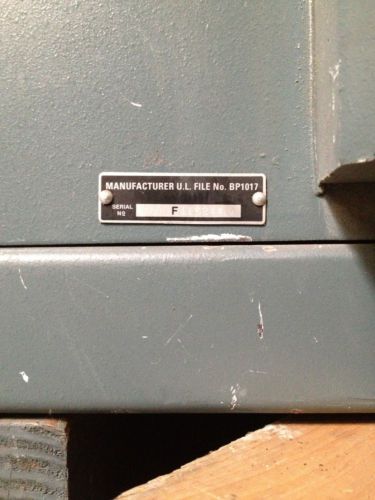 MANUFACTURER U.L. FILE No. BP1017
SERIAL
No
F